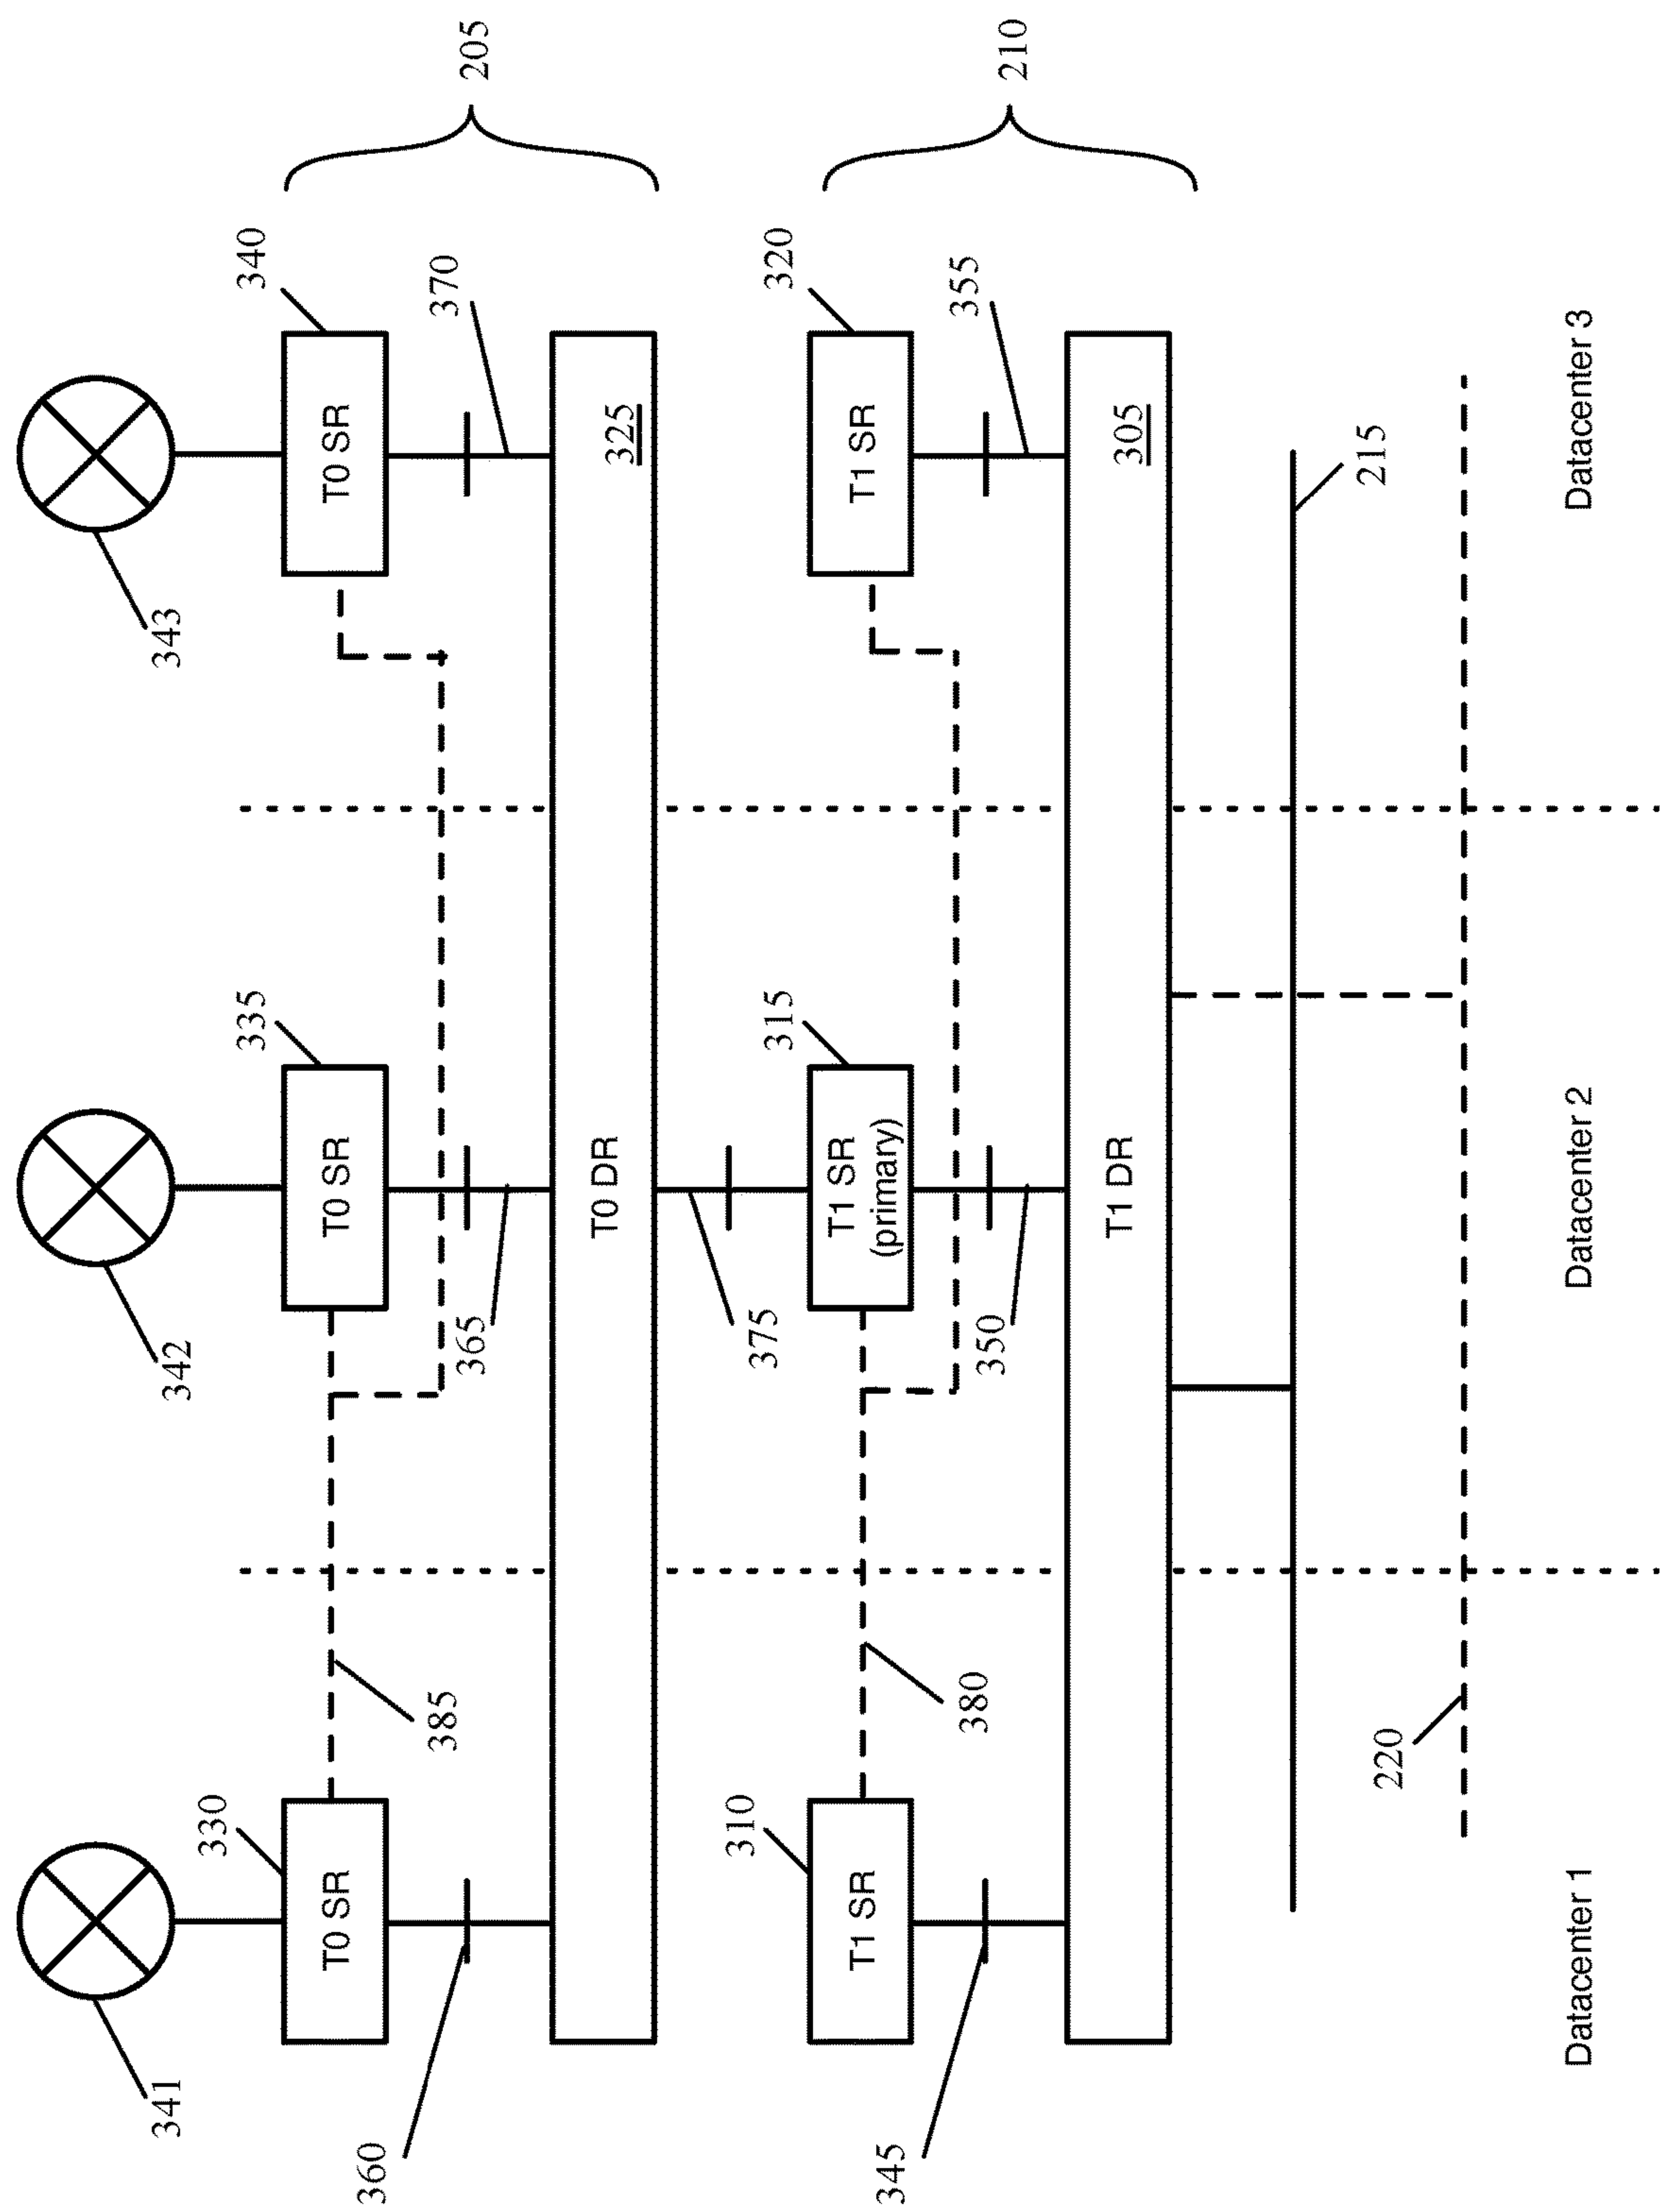 341
342
343
330
T0 SR
335
T0 SR
340
T0 SR
385
360
365
370
T0 DR
325
205
375
310
T1 SR
315
T1 SR
(primary)
320
T1 SR
380
345
350
355
T1 DR
305
210
215
220
Datacenter 1
Datacenter 2
Datacenter 3